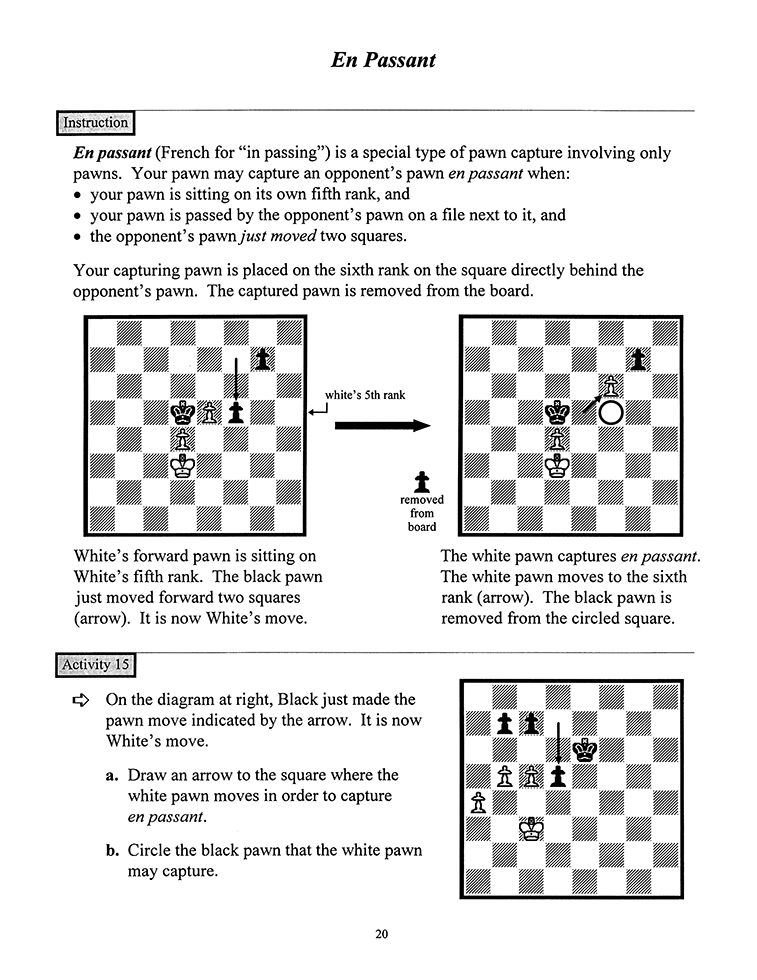 En Passant
Instruction
En passant (French for “in passing”) is a special type of pawn capture involving only
pawns. Your pawn may capture an opponent’s pawn en passant when:
• your pawn is sitting on its own fifth rank, and
• your pawn is passed by the opponent’s pawn on a file next to it, and
• the opponent’s pawn just moved two squares.
Your capturing pawn is placed on the sixth rank on the square directly behind the
opponent’s pawn. The captured pawn is removed from the board.
white’s 5th rank
removed
from
board
White’s forward pawn is sitting on
White’s fifth rank. The black pawn
just moved forward two squares
(arrow). It is now White’s move.
The white pawn captures en passant.
The white pawn moves to the sixth
rank (arrow). The black pawn is
removed from the circled square.
Activity 15
On the diagram at right, Black just made the
pawn move indicated by the arrow. It is now
White’s move.
a. Draw an arrow to the square where the
white pawn moves in order to capture
en passant.
b. Circle the black pawn that the white pawn
may capture.
20